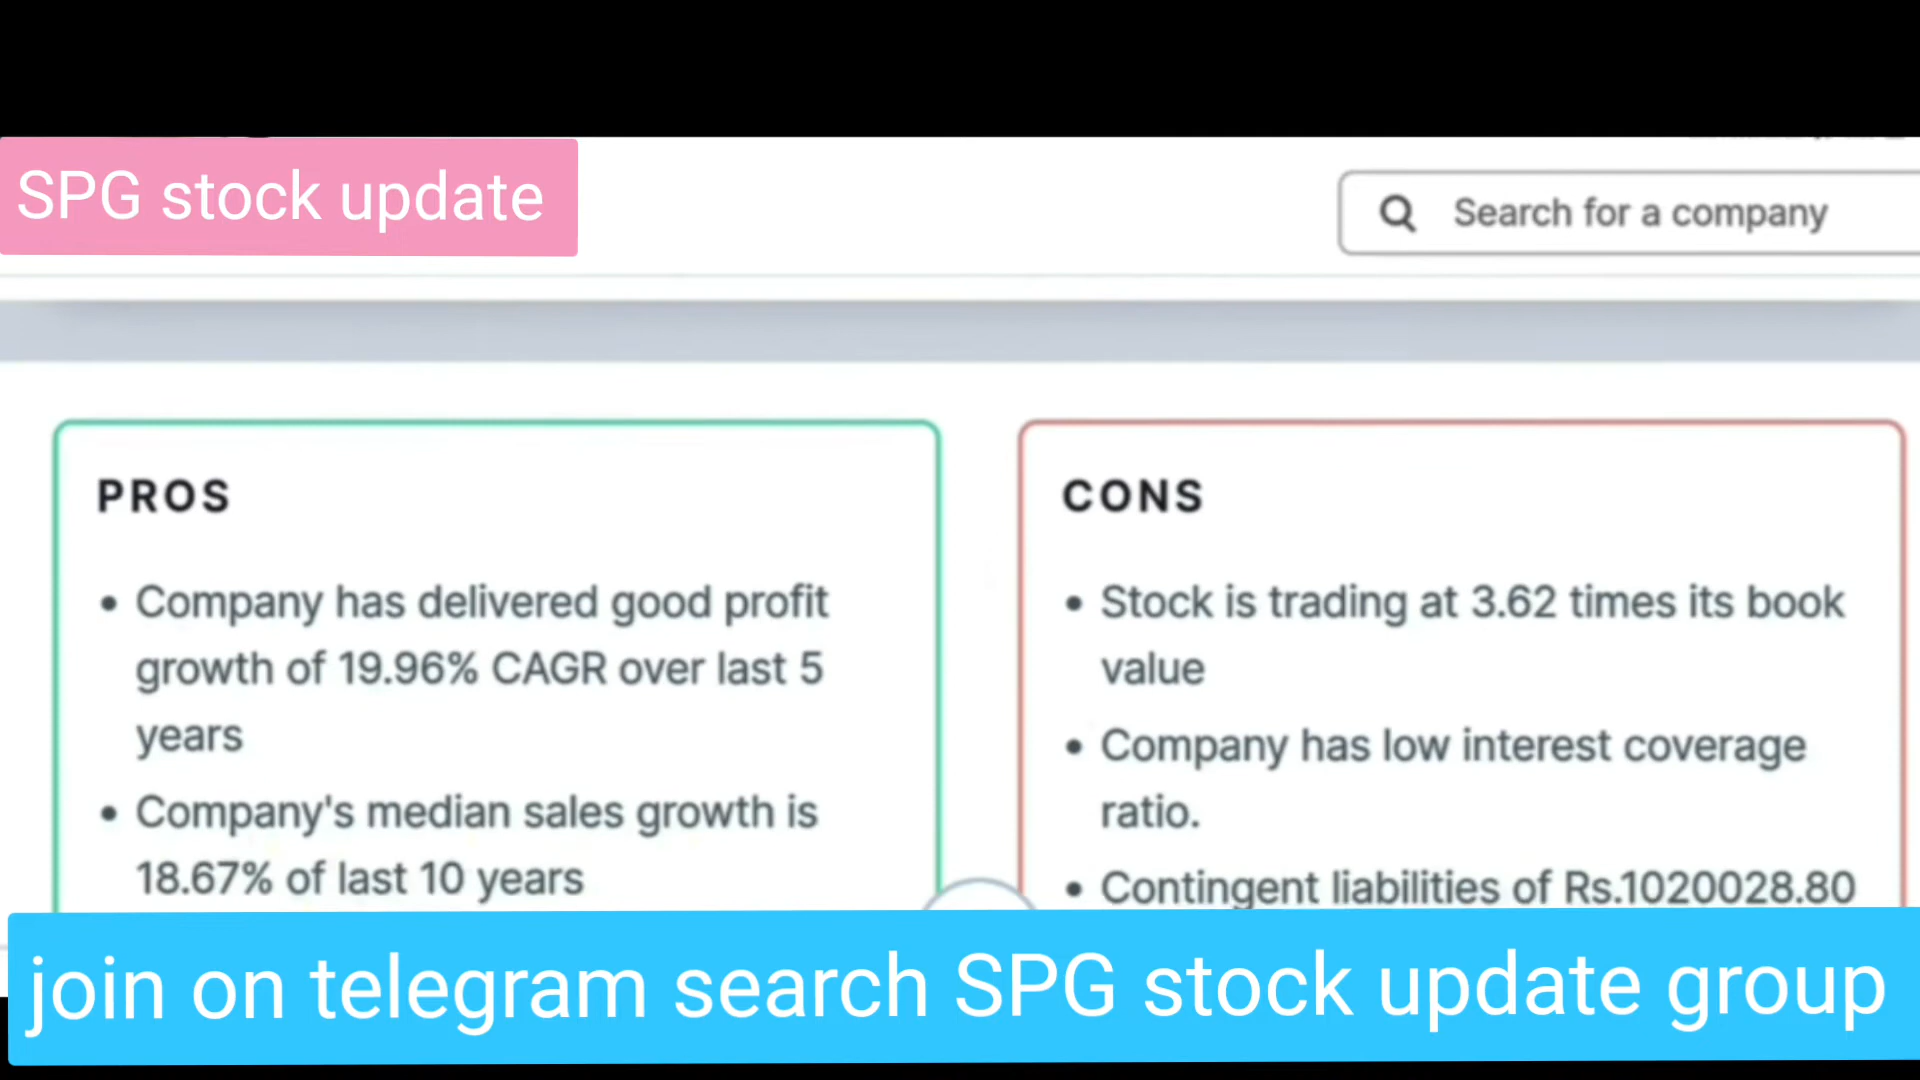 SPG stock update
Search for a company
PROS
• Company has delivered good profit
growth of 19.96% CAGR over last 5
years
• Company's median sales growth is
18.67% of last 10 years
CONS
• Stock is trading at 3.62 times its book
value
• Company has low interest coverage
ratio.
• Contingent liabilities of Rs.1020028.80
join on telegram search SPG stock update group